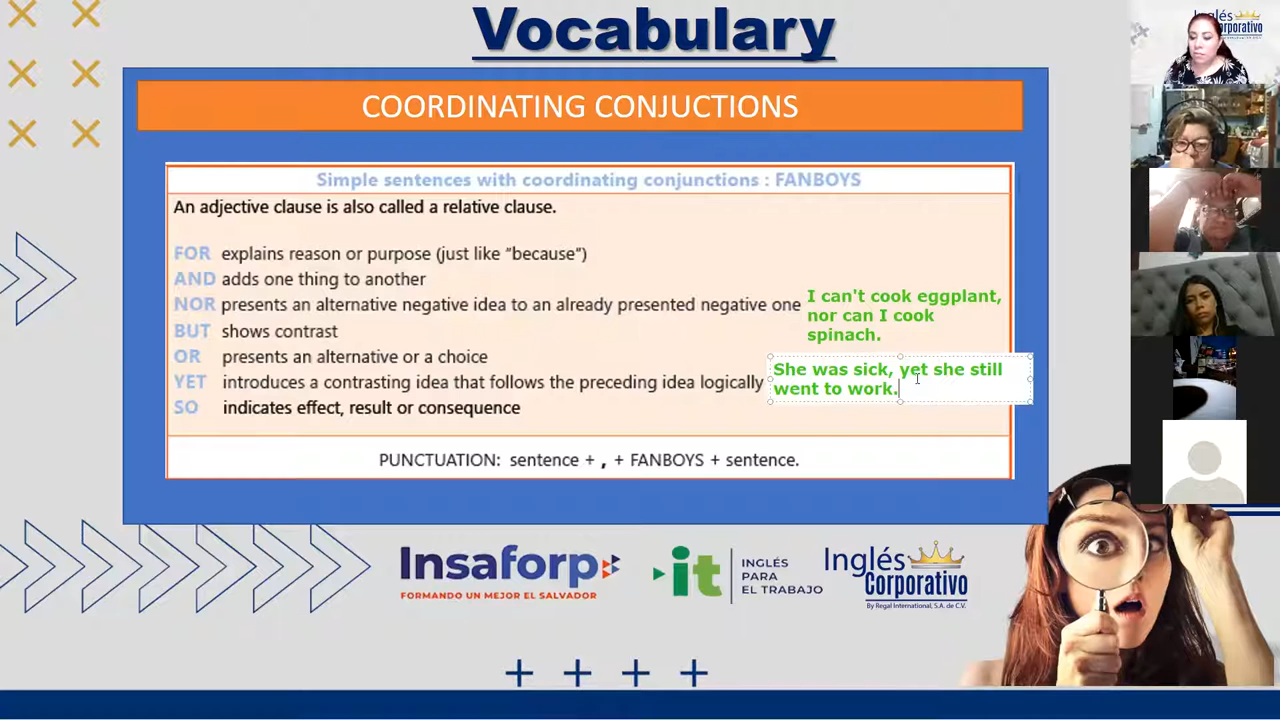 Vocabulary
COORDINATING CONJUCTIONS
Simple sentences with coordinating conjunctions : FANBOYS
An adjective clause is also called a relative clause.
FOR explains reason or purpose (just like "because")
AND adds one thing to another
NOR presents an alternative negative idea to an already presented negative one
I can't cook eggplant,
nor can I cook
spinach.
BUT shows contrast
OR presents an alternative or a choice
YET introduces a contrasting idea that follows the preceding idea logically
She was sick, yet she still
went to work.
SO indicates effect, result or consequence
PUNCTUATION: sentence + , + FANBOYS + sentence.
Insaforp
FORMANDO UN MEJOR EL SALVADOR
it
INGLÉS
PARA
EL TRABAJO
Inglés
Corporativo
By Regal International, S.A. de C.V.
Inglés
Corporativo